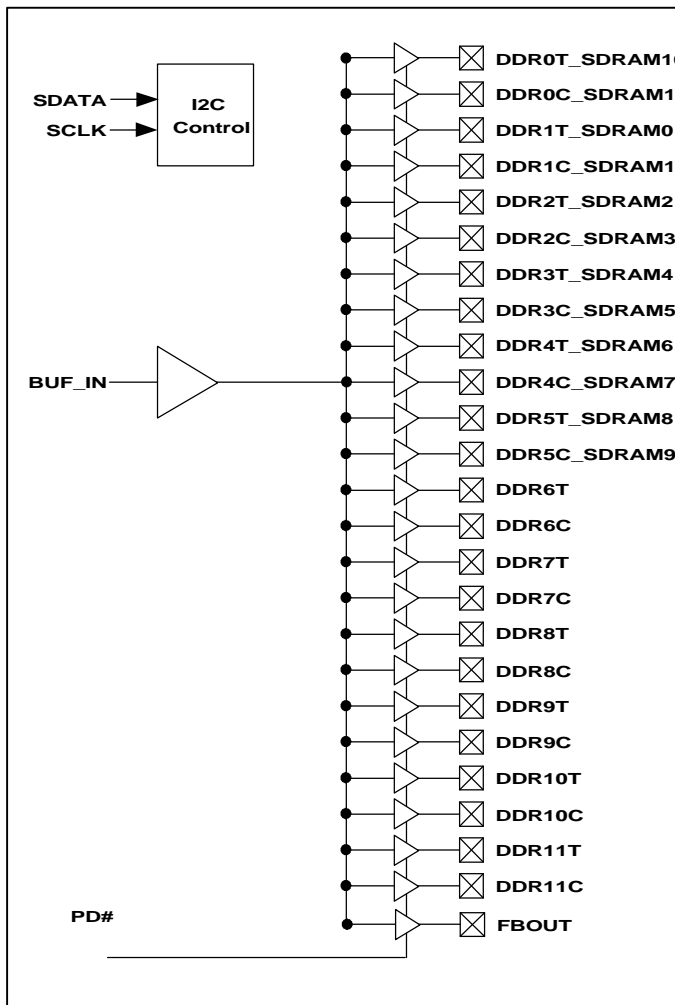 SDATA
SCLK
I2C
Control
BUF_IN
PD#
DDR0T_SDRAM10
DDR0C_SDRAM1
DDR1T_SDRAM0
DDR1C_SDRAM1
DDR2T_SDRAM2
DDR2C_SDRAM3
DDR3T_SDRAM4
DDR3C_SDRAM5
DDR4T_SDRAM6
DDR4C_SDRAM7
DDR5T_SDRAM8
DDR5C_SDRAM9
DDR6T
DDR6C
DDR7T
DDR7C
DDR8T
DDR8C
DDR9T
DDR9C
DDR10T
DDR10C
DDR11T
DDR11C
FBOUT